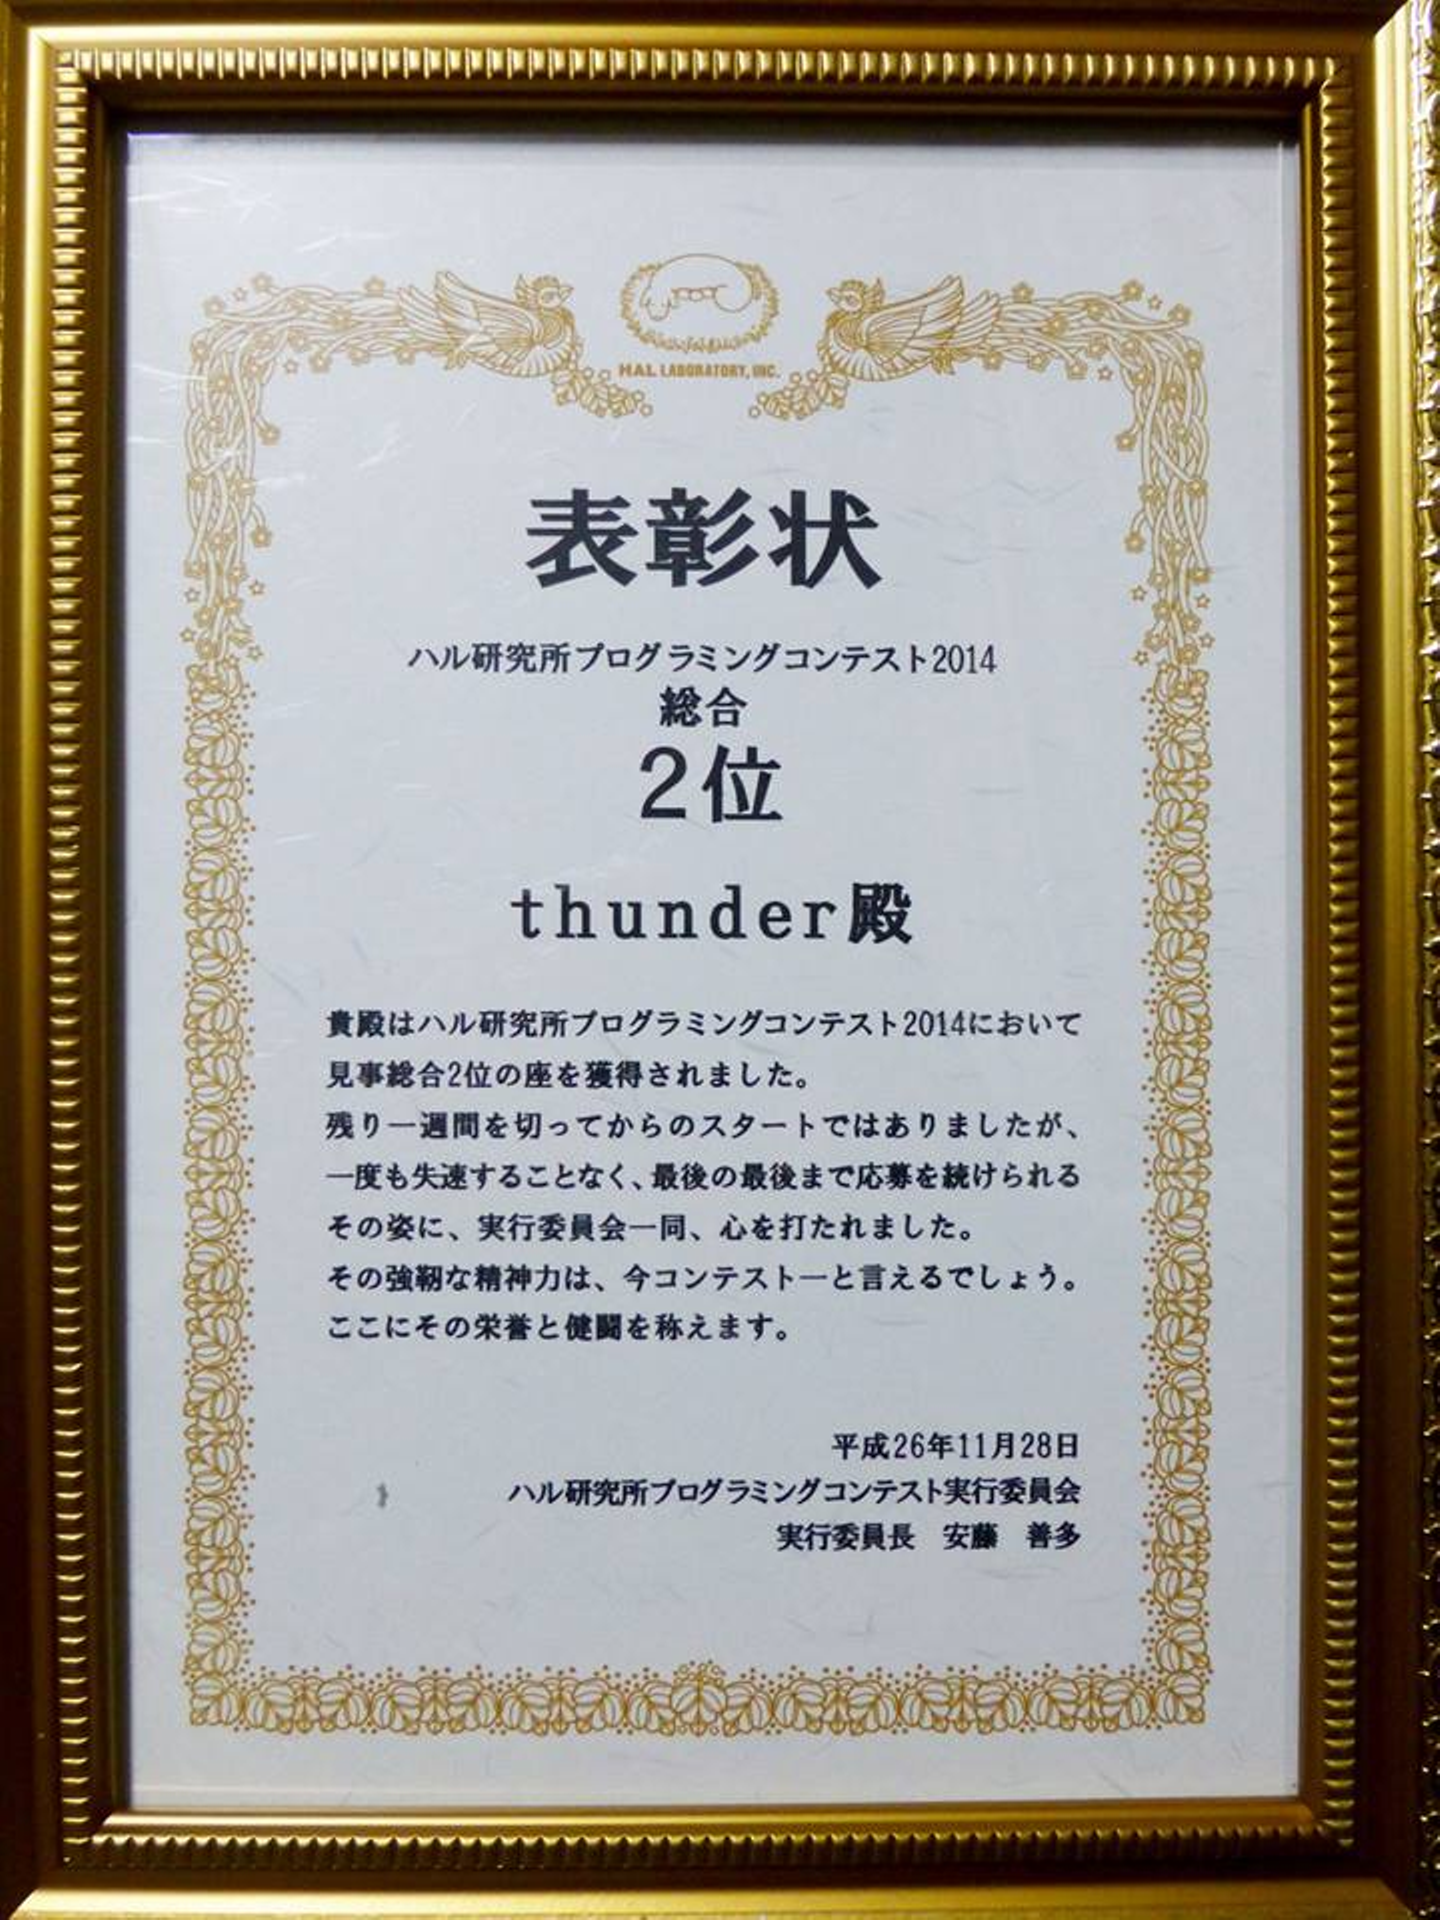 HAL LABORATORY, INC.
表彰状
ハル研究所プログラミングコンテスト2014
総合
2位
thunder殿
貴殿はハル研究所プログラミングコンテスト2014において
見事総合2位の座を獲得されました。
残り一週間を切ってからのスタートではありましたが、
一度も失速することなく、最後の最後まで応募を続けられる
その姿に、実行委員会一同、心を打たれました。
その強靭な精神力は、今コンテスト一と言えるでしょう。
ここにその栄誉と健闘を称えます。
平成26年11月28日
ハル研究所プログラミングコンテスト実行委員会
実行委員長　安藤　善多